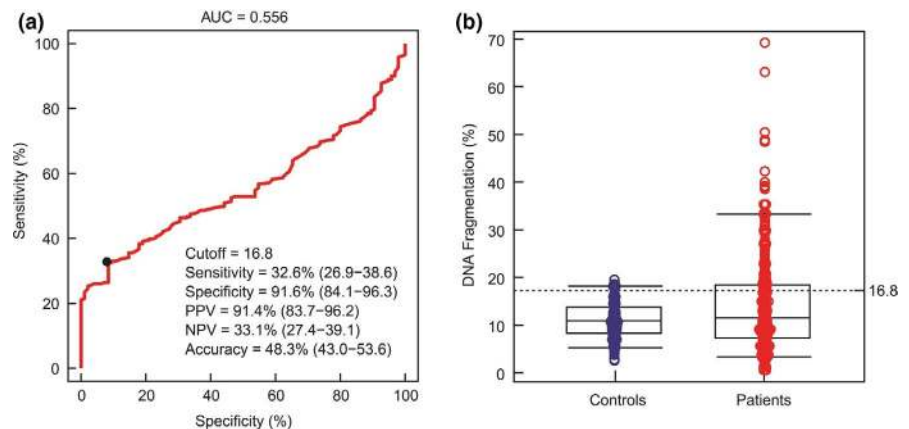 (a)
AUC = 0.556
100
80
60
40
20
0
Sensitivity (%)
Cutoff = 16.8
Sensitivity = 32.6% (26.9–38.6)
Specificity = 91.6% (84.1–96.3)
PPV = 91.4% (83.7–96.2)
NPV = 33.1% (27.4–39.1)
Accuracy = 48.3% (43.0–53.6)
0 20 40 60 80 100
Specificity (%)
(b)
70
60
50
40
30
20
10
0
DNA Fragmentation (%)
16.8
Controls Patients